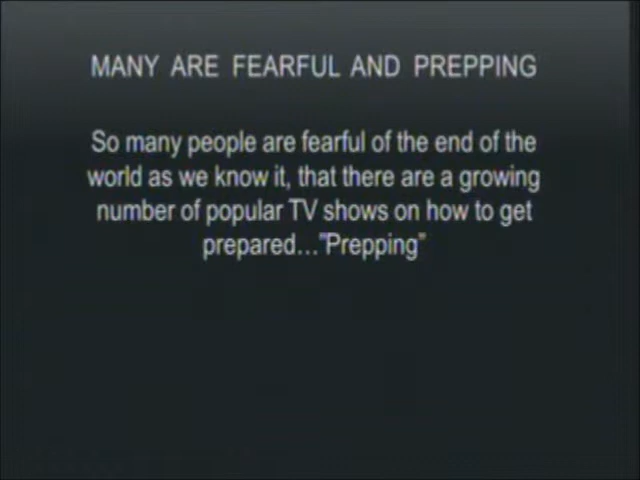 MANY ARE FEARFUL AND PREPPING
So many people are fearful of the end of the
world as we know it, that there are a growing
number of popular TV shows on how to get
prepared..."Prepping"